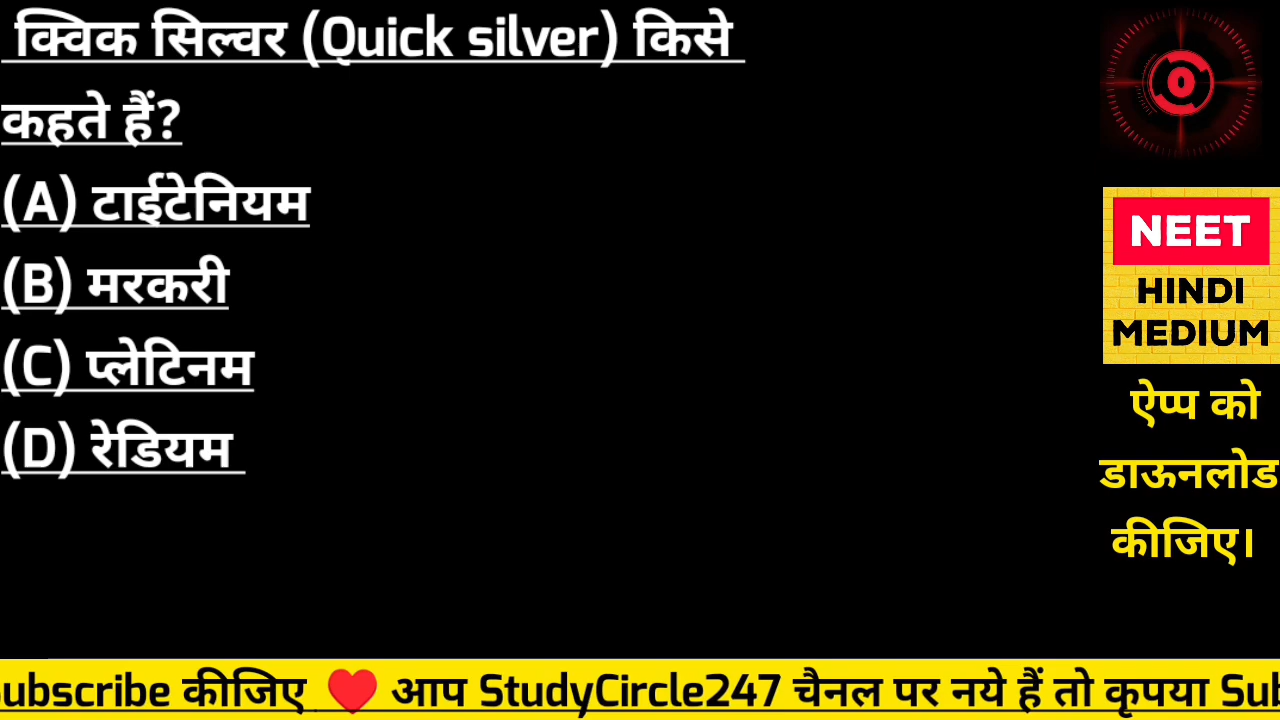 क्विक सिल्वर (Quick silver) किसे
कहते हैं?
(A) टाईटेनियम
(B) मरकरी
(C) प्लेटिनम
(D) रेडियम
0
NEET
HINDI
MEDIUM
ऐप्प को
डाऊनलोड
कीजिए।
ubscribe कीजिए ❤️ आप StudyCircle247 चैनल पर नये हैं तो कृपया Sub